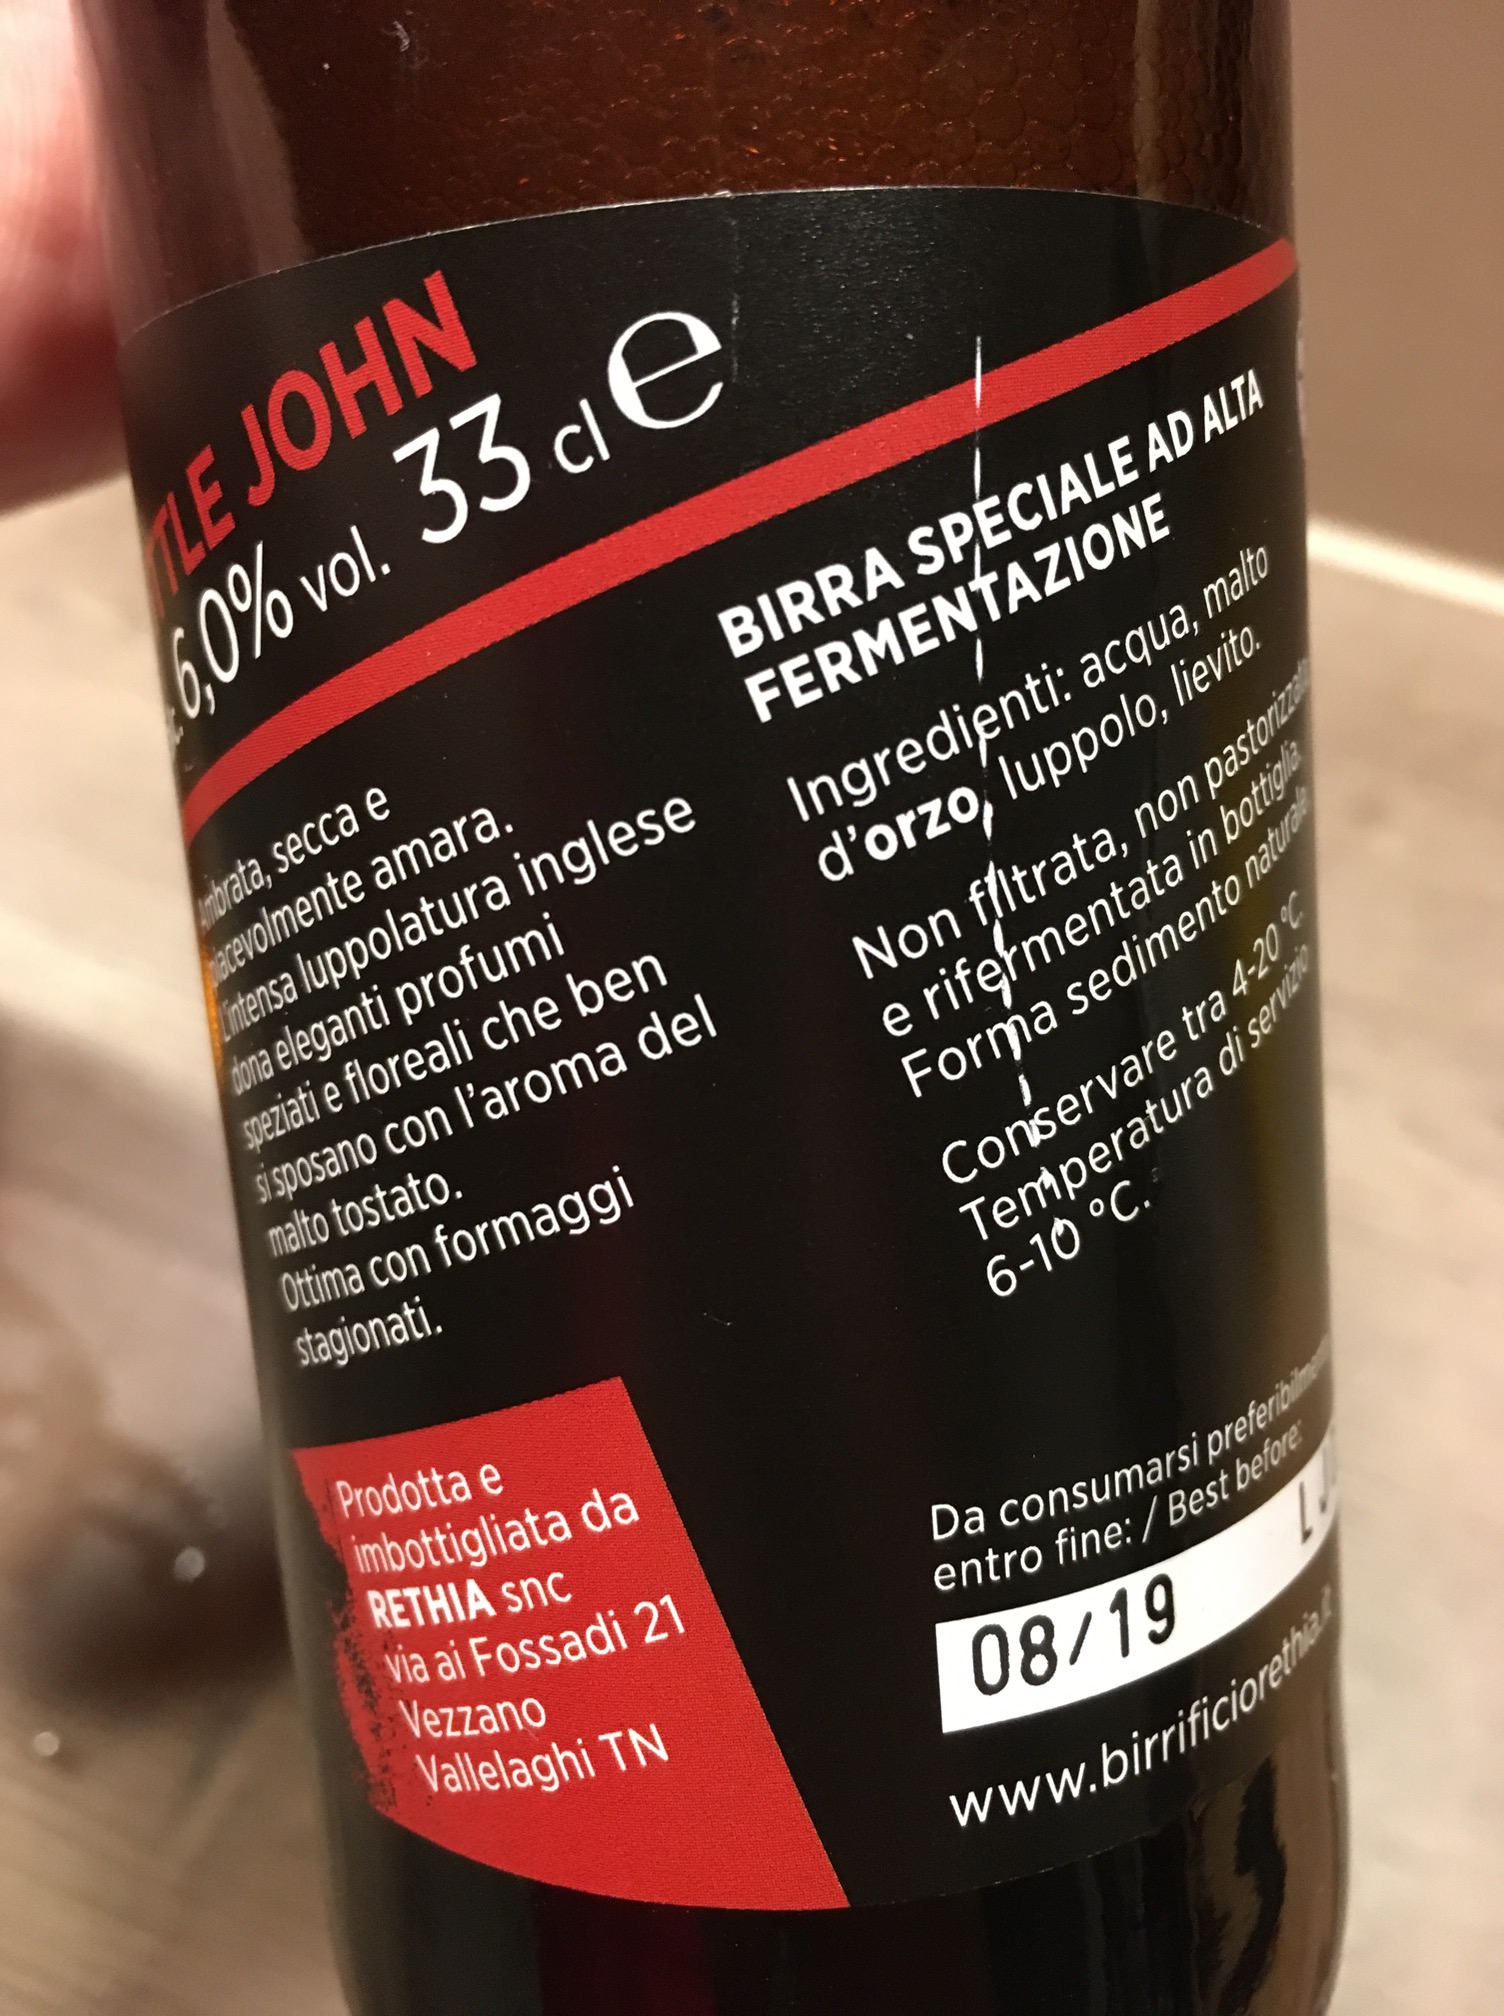 JOHN
6,0% vol. 33 cl e
Ambrata, secca e
piacevolmente amara.
L'intensa luppolatura inglese
dona eleganti profumi
speziati e floreali che ben
si sposano con l'aroma del
malto tostato.
Ottima con formaggi
stagionati.
Prodotta e
imbottigliata da
RETHIA snc
via ai Fossadi 21
Vezzano
Vallelaghi TN
BIRRA SPECIALE AD ALTA
FERMENTAZIONE
Ingredienti: acqua, malto
d'orzo, luppolo, lievito.
Non filtrata, non pastorizzata
e rifermentata in bottiglia.
Forma sedimento naturale.
Conservare tra 4-20 °C.
Temperatura di servizio
6-10 °C.
Da consumarsi preferibilmente
entro fine: / Best before:
08/19
www.birrificiorethia.it